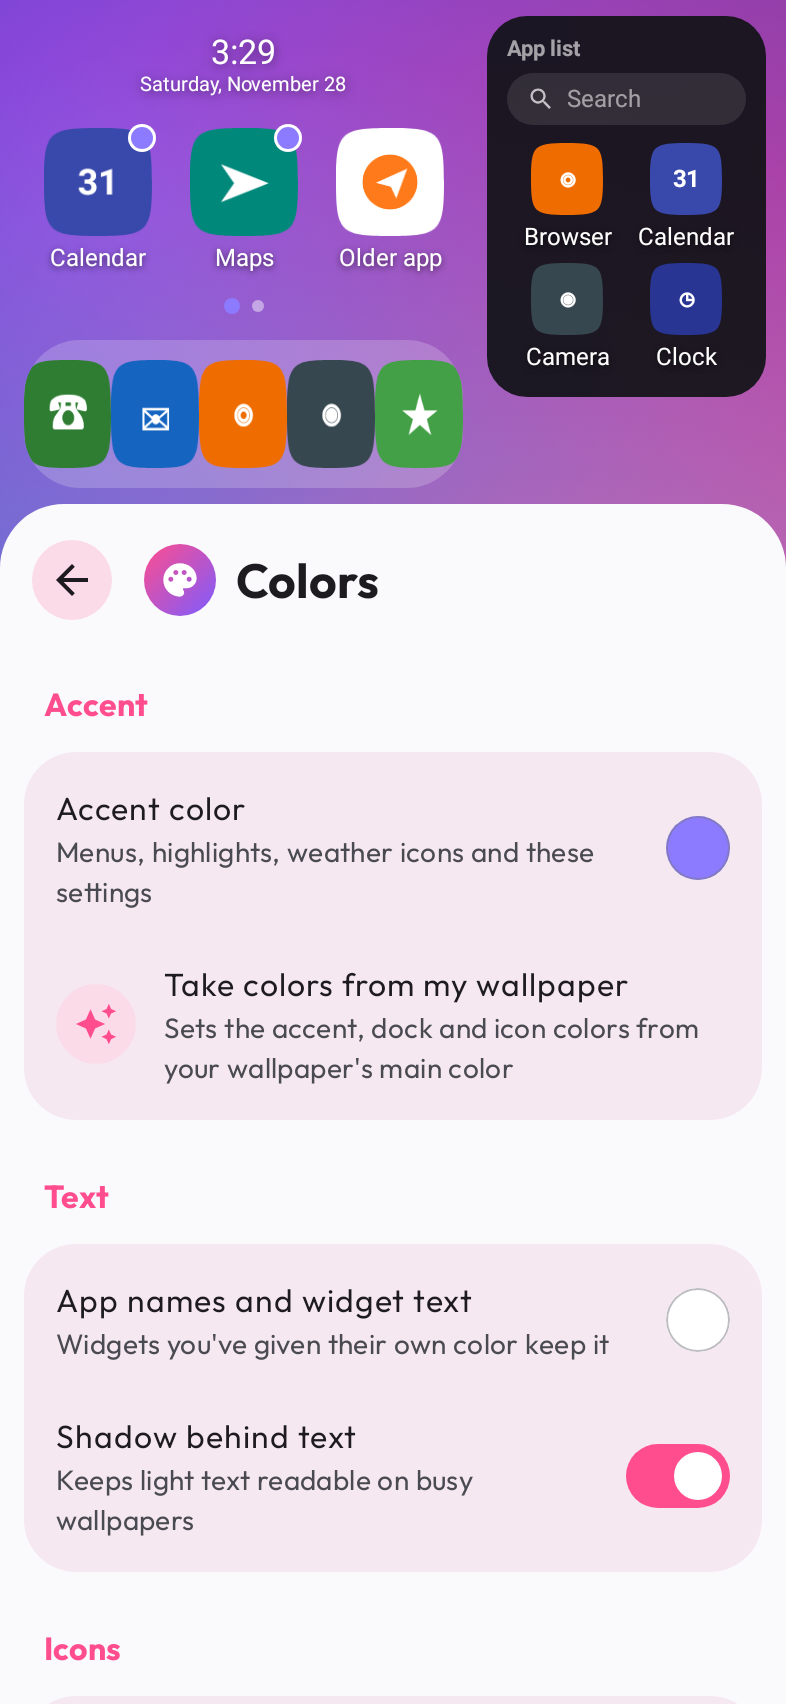 3:29
Saturday, November 28
31
Calendar
Maps
Older app
App list
Search
Browser
31
Calendar
Camera
Clock
Colors
Accent
Accent color
Menus, highlights, weather icons and these
settings
Take colors from my wallpaper
Sets the accent, dock and icon colors from
your wallpaper's main color
Text
App names and widget text
Widgets you've given their own color keep it
Shadow behind text
Keeps light text readable on busy
wallpapers
Icons